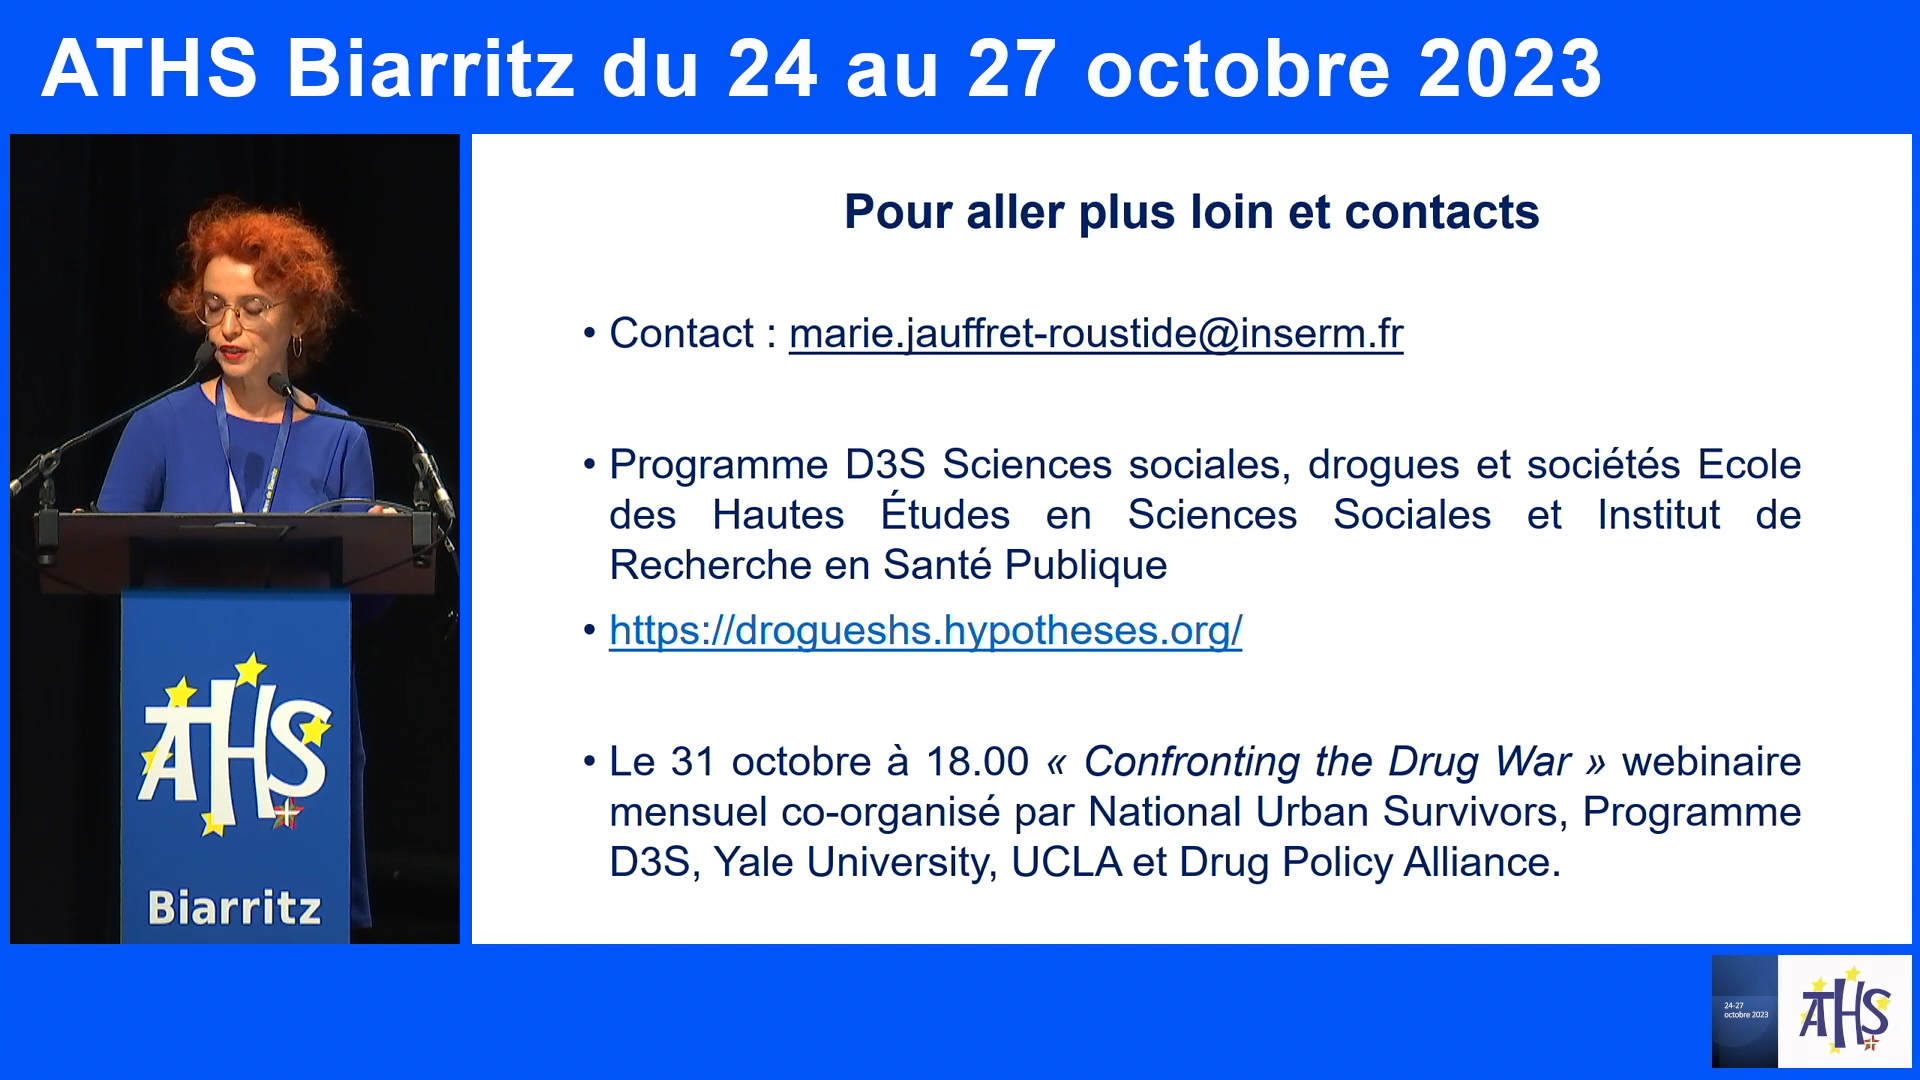 ATHS Biarritz du 24 au 27 octobre 2023
Pour aller plus loin et contacts
• Contact : marie.jauffret-roustide@inserm.fr
• Programme D3S Sciences sociales, drogues et sociétés Ecole
des Hautes Études en Sciences Sociales et Institut de
Recherche en Santé Publique
• https://drogueshs.hypotheses.org/
• Le 31 octobre à 18.00 « Confronting the Drug War » webinaire
mensuel co-organisé par National Urban Survivors, Programme
D3S, Yale University, UCLA et Drug Policy Alliance.
ATHS
Biarritz
24-27
octobre 2023
ATHS